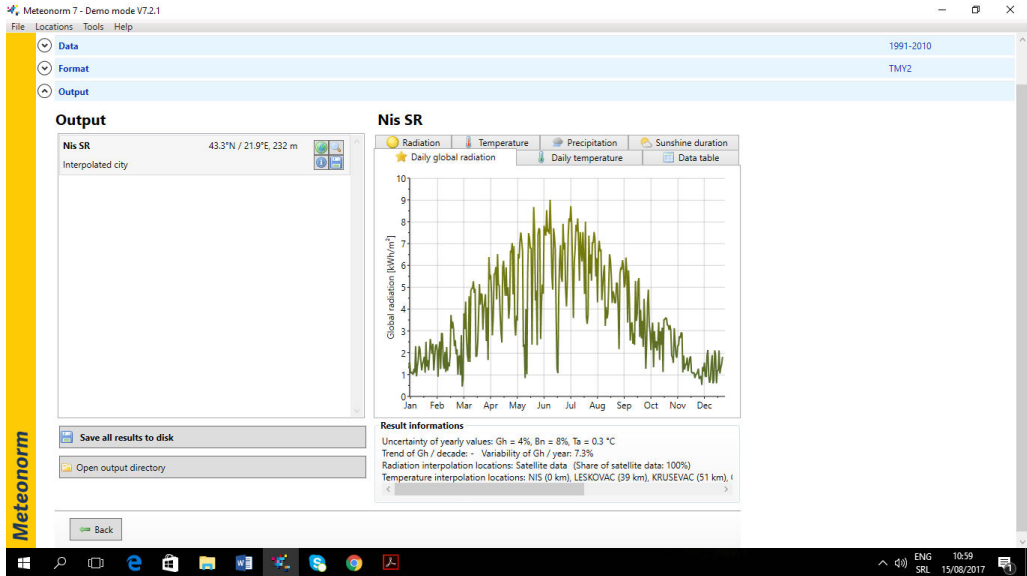 Meteonorm 7 - Demo mode V7.2.1
File Locations Tools Help
Data 1991-2010
Format TMY2
Output
Output
Nis SR 43.3°N / 21.9°E, 232 m
Interpolated city
Save all results to disk
Open output directory
Nis SR
Radiation Temperature Precipitation Sunshine duration
Daily global radiation Daily temperature Data table
Global radiation [kWh/m²]
10
9
8
7
6
5
4
3
2
1
0
Jan Feb Mar Apr May Jun Jul Aug Sep Oct Nov Dec
Result informations
Uncertainty of yearly values: Gh = 4%, Bn = 8%, Ta = 0.3 °C
Trend of Gh / decade: - Variability of Gh / year: 7.3%
Radiation interpolation locations: Satellite data (Share of satellite data: 100%)
Temperature interpolation locations: NIS (0 km), LESKOVAC (39 km), KRUSEVAC (51 km),
Back
Meteonorm
ENG 10:59
SRL 15/08/2017